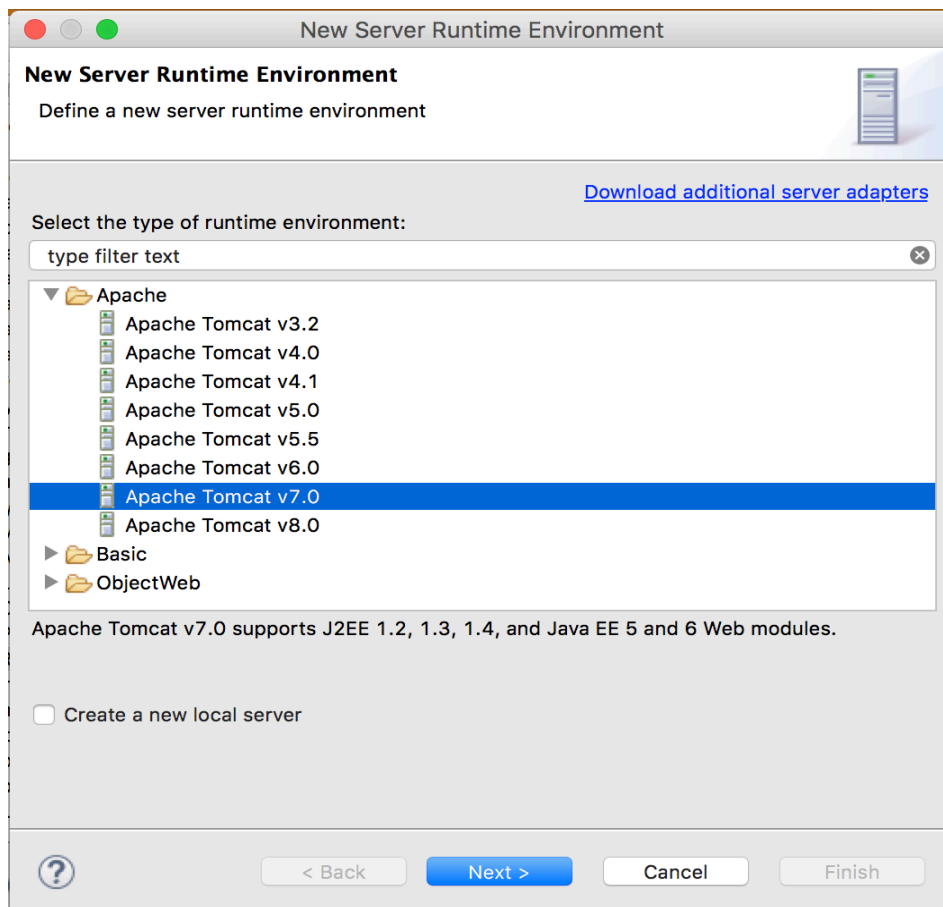 New Server Runtime Environment
New Server Runtime Environment
Define a new server runtime environment
Download additional server adapters
Select the type of runtime environment:
type filter text
Apache
Apache Tomcat v3.2
Apache Tomcat v4.0
Apache Tomcat v4.1
Apache Tomcat v5.0
Apache Tomcat v5.5
Apache Tomcat v6.0
Apache Tomcat v7.0
Apache Tomcat v8.0
Basic
ObjectWeb
Apache Tomcat v7.0 supports J2EE 1.2, 1.3, 1.4, and Java EE 5 and 6 Web modules.
Create a new local server
? < Back Next > Cancel Finish